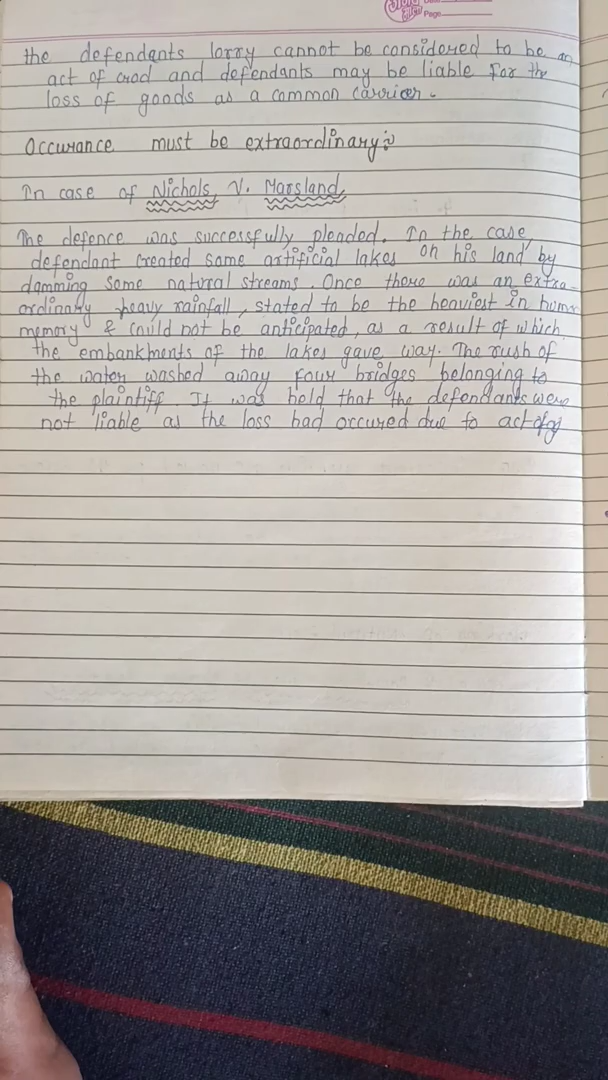 Page
the defendants lorry cannot be considered to be an
act of God and defendants may be liable for the
loss of goods as a common carrier.
Occurance must be extraordinary:-
In case of Nichols V. Marsland,
The defence was successfully pleaded. In the case,
defendant created some artificial lakes on his land by
damming some natural streams. Once there was an extra-
ordinary heavy rainfall, stated to be the heaviest in human
memory & could not be anticipated, as a result of which
the embankments of the lakes gave way. The rush of
the water washed away four bridges belonging to
the plaintiff. It was held that the defendants were
not liable as the loss had occured due to act of